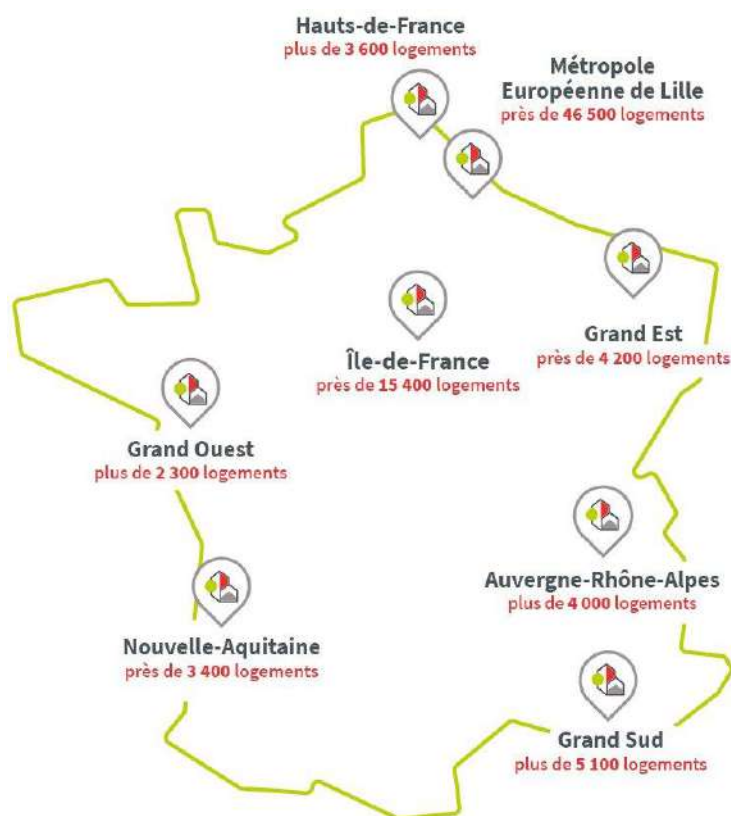 Hauts-de-France
plus de 3 600 logements
Métropole
Européenne de Lille
près de 46 500 logements
Grand Est
près de 4 200 logements
Île-de-France
près de 15 400 logements
Grand Ouest
plus de 2 300 logements
Auvergne-Rhône-Alpes
plus de 4 000 logements
Nouvelle-Aquitaine
près de 3 400 logements
Grand Sud
plus de 5 100 logements